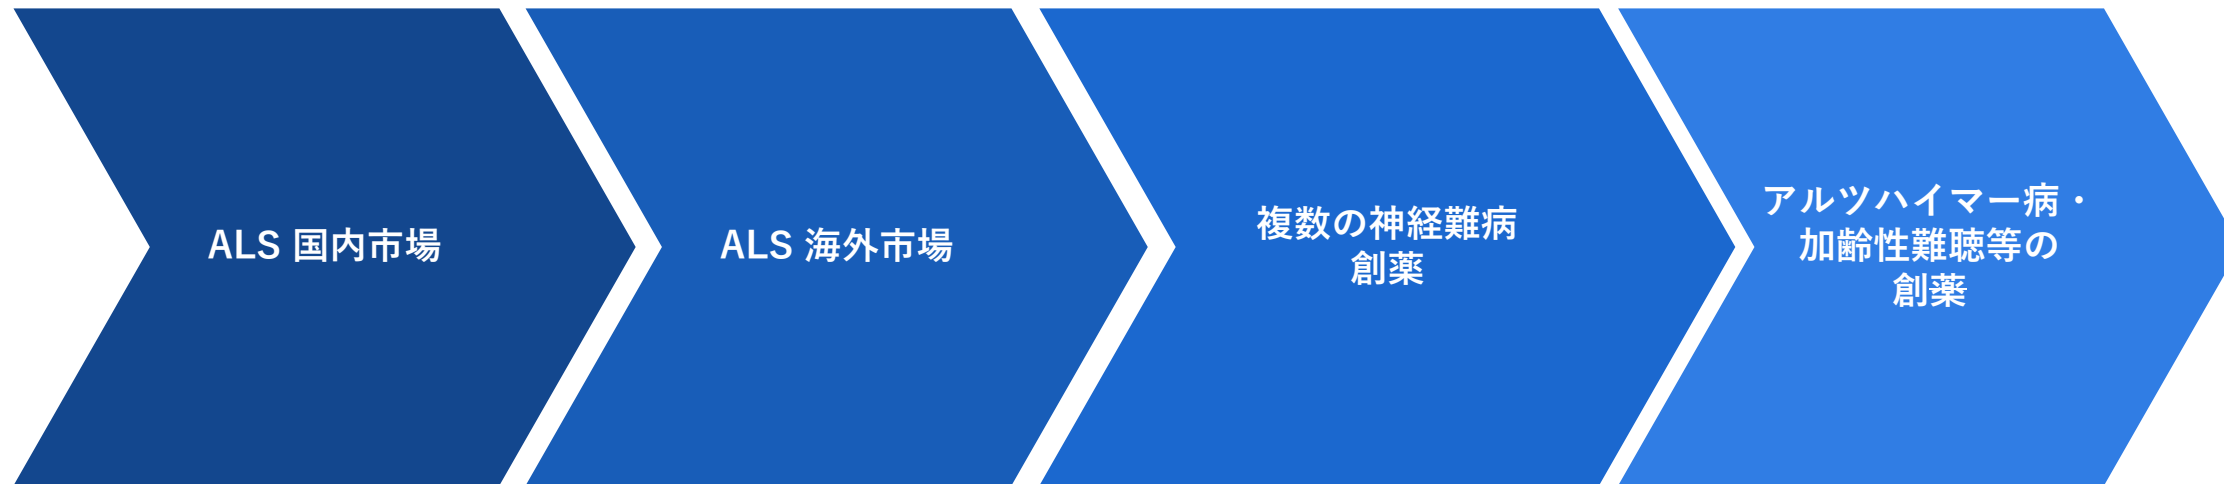 ALS 国内市場
ALS 海外市場
複数の神経難病
創薬
アルツハイマー病・
加齢性難聴等の
創薬